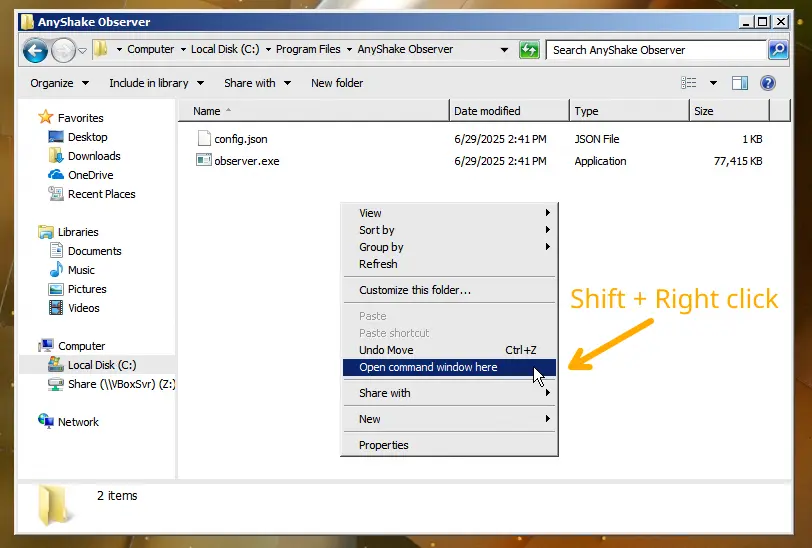 AnyShake Observer
Computer Local Disk (C:) Program Files AnyShake Observer Search AnyShake Observer
Organize Include in library Share with New folder
Name Date modified Type Size
config.json 6/29/2025 2:41 PM JSON File 1 KB
observer.exe 6/29/2025 2:41 PM Application 77,415 KB
Favorites
Desktop
Downloads
OneDrive
Recent Places
Libraries
Documents
Music
Pictures
Videos
Computer
Local Disk (C:)
Share (\\VBoxSvr) (Z:)
Network
View
Sort by
Group by
Refresh
Customize this folder...
Paste
Paste shortcut
Undo Move Ctrl+Z
Open command window here
Share with
New
Properties
Shift + Right click
2 items